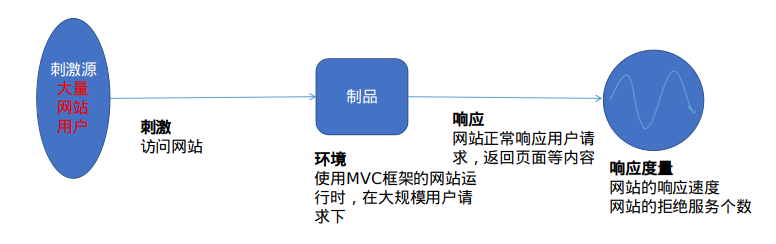 刺激源
大量
网站
用户
刺激
访问网站
制品
环境
使用MVC框架的网站运
行时，在大规模用户请
求下
响应
网站正常响应用户请
求，返回页面等内容
响应度量
网站的响应速度
网站的拒绝服务个数